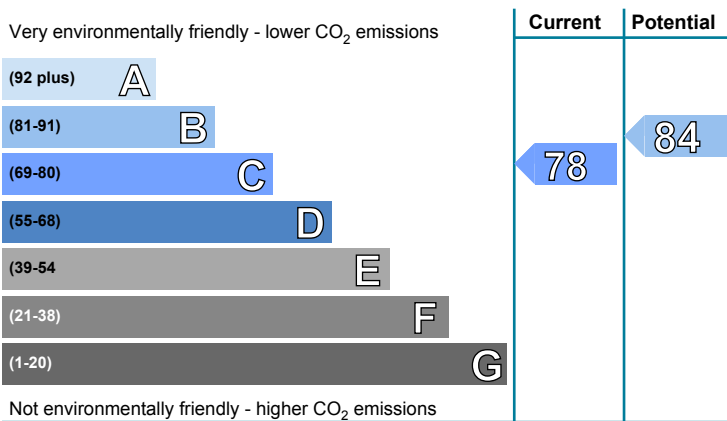 Very environmentally friendly - lower CO2 emissions
Current
Potential
(92 plus) A
(81-91) B
(69-80) C
(55-68) D
(39-54 E
(21-38) F
(1-20) G
78
84
Not environmentally friendly - higher CO2 emissions